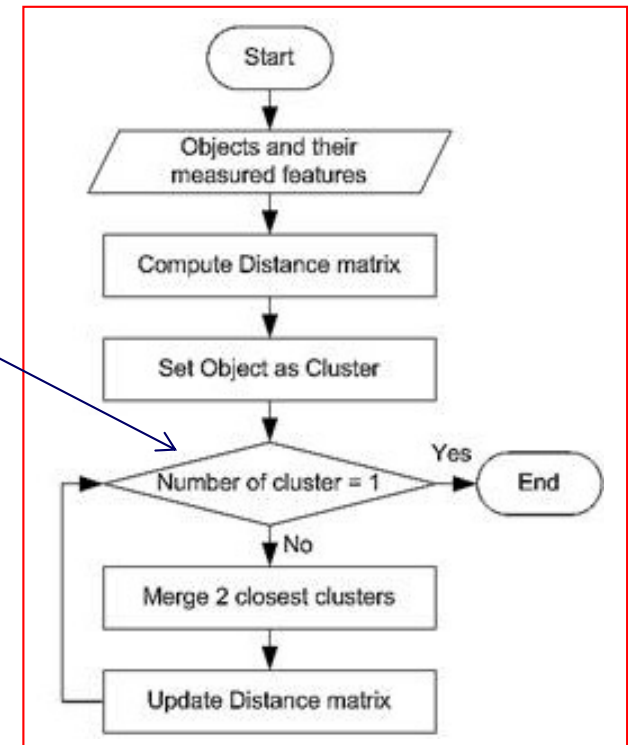 Start
Objects and their
measured features
Compute Distance matrix
Set Object as Cluster
Number of cluster = 1
Yes
End
No
Merge 2 closest clusters
Update Distance matrix